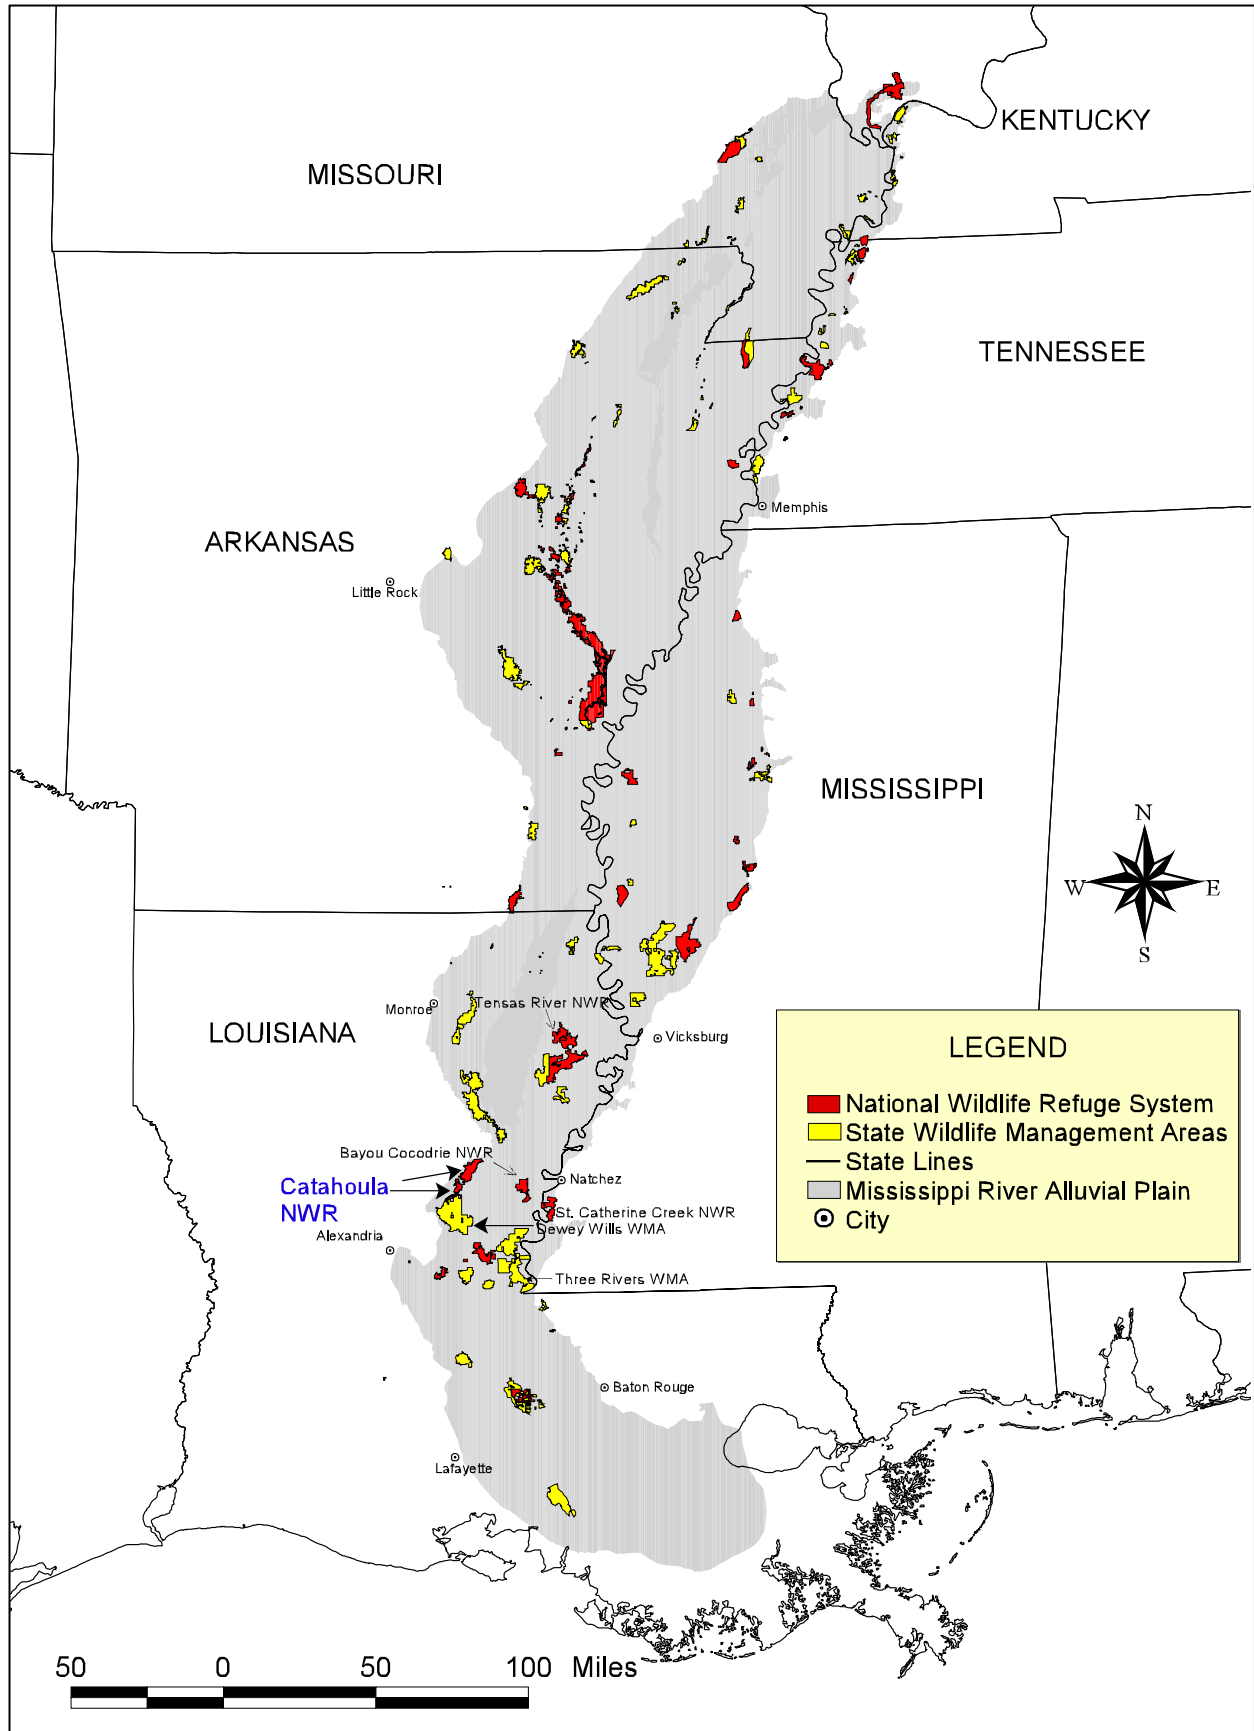 KENTUCKY
MISSOURI
TENNESSEE
Memphis
ARKANSAS
Little Rock
MISSISSIPPI
N
W
E
S
Tensas River NWR
Monroe
LOUISIANA
Vicksburg
LEGEND
National Wildlife Refuge System
State Wildlife Management Areas
State Lines
Mississippi River Alluvial Plain
City
Bayou Cocodrie NWR
Natchez
Catahoula
NWR
St. Catherine Creek NWR
Dewey Wills WMA
Alexandria
Three Rivers WMA
Baton Rouge
Lafayette
50 0 50 100 Miles